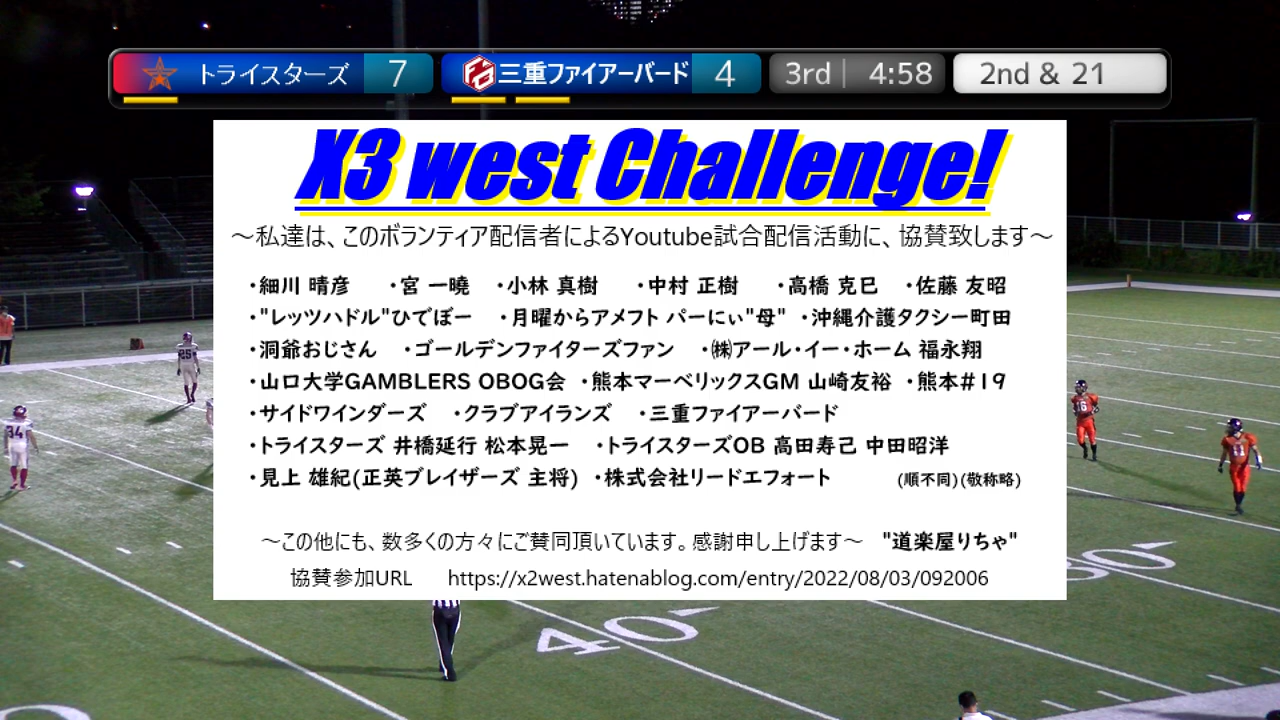 トライスターズ 7 三重ファイアーバード 4 3rd | 4:58 2nd & 21
X3 west Challenge!
～私達は、このボランティア配信者によるYoutube試合配信活動に、協賛致します～
・細川 晴彦 ・宮 一曉 ・小林 真樹 ・中村 正樹 ・高橋 克巳 ・佐藤 友昭
・"レッツハドル"ひでぼー ・月曜からアメフト パーにぃ"母" ・沖縄介護タクシー町田
・洞爺おじさん ・ゴールデンファイターズファン ・㈱アール・イー・ホーム 福永翔
・山口大学GAMBLERS OBOG会 ・熊本マーベリックスGM 山崎友裕 ・熊本#19
・サイドワインダーズ ・クラブアイランズ ・三重ファイアーバード
・トライスターズ 井橋延行 松本晃一 ・トライスターズOB 高田寿己 中田昭洋
・見上 雄紀(正英ブレイザーズ 主将) ・株式会社リードエフォート (順不同)(敬称略)
～この他にも、数多くの方々にご賛同頂いています。感謝申し上げます～ "道楽屋りちゃ"
協賛参加URL https://x2west.hatenablog.com/entry/2022/08/03/092006
25
34
16
11
40